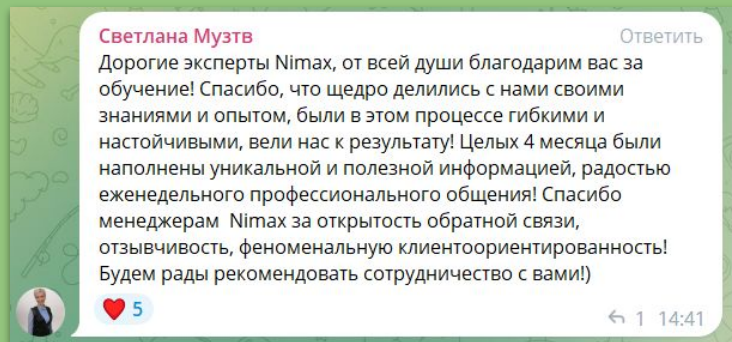 Светлана Музтв Ответить
Дорогие эксперты Nimax, от всей души благодарим вас за
обучение! Спасибо, что щедро делились с нами своими
знаниями и опытом, были в этом процессе гибкими и
настойчивыми, вели нас к результату! Целых 4 месяца были
наполнены уникальной и полезной информацией, радостью
еженедельного профессионального общения! Спасибо
менеджерам Nimax за открытость обратной связи,
отзывчивость, феноменальную клиентоориентированность!
Будем рады рекомендовать сотрудничество с вами!)
5
1 14:41